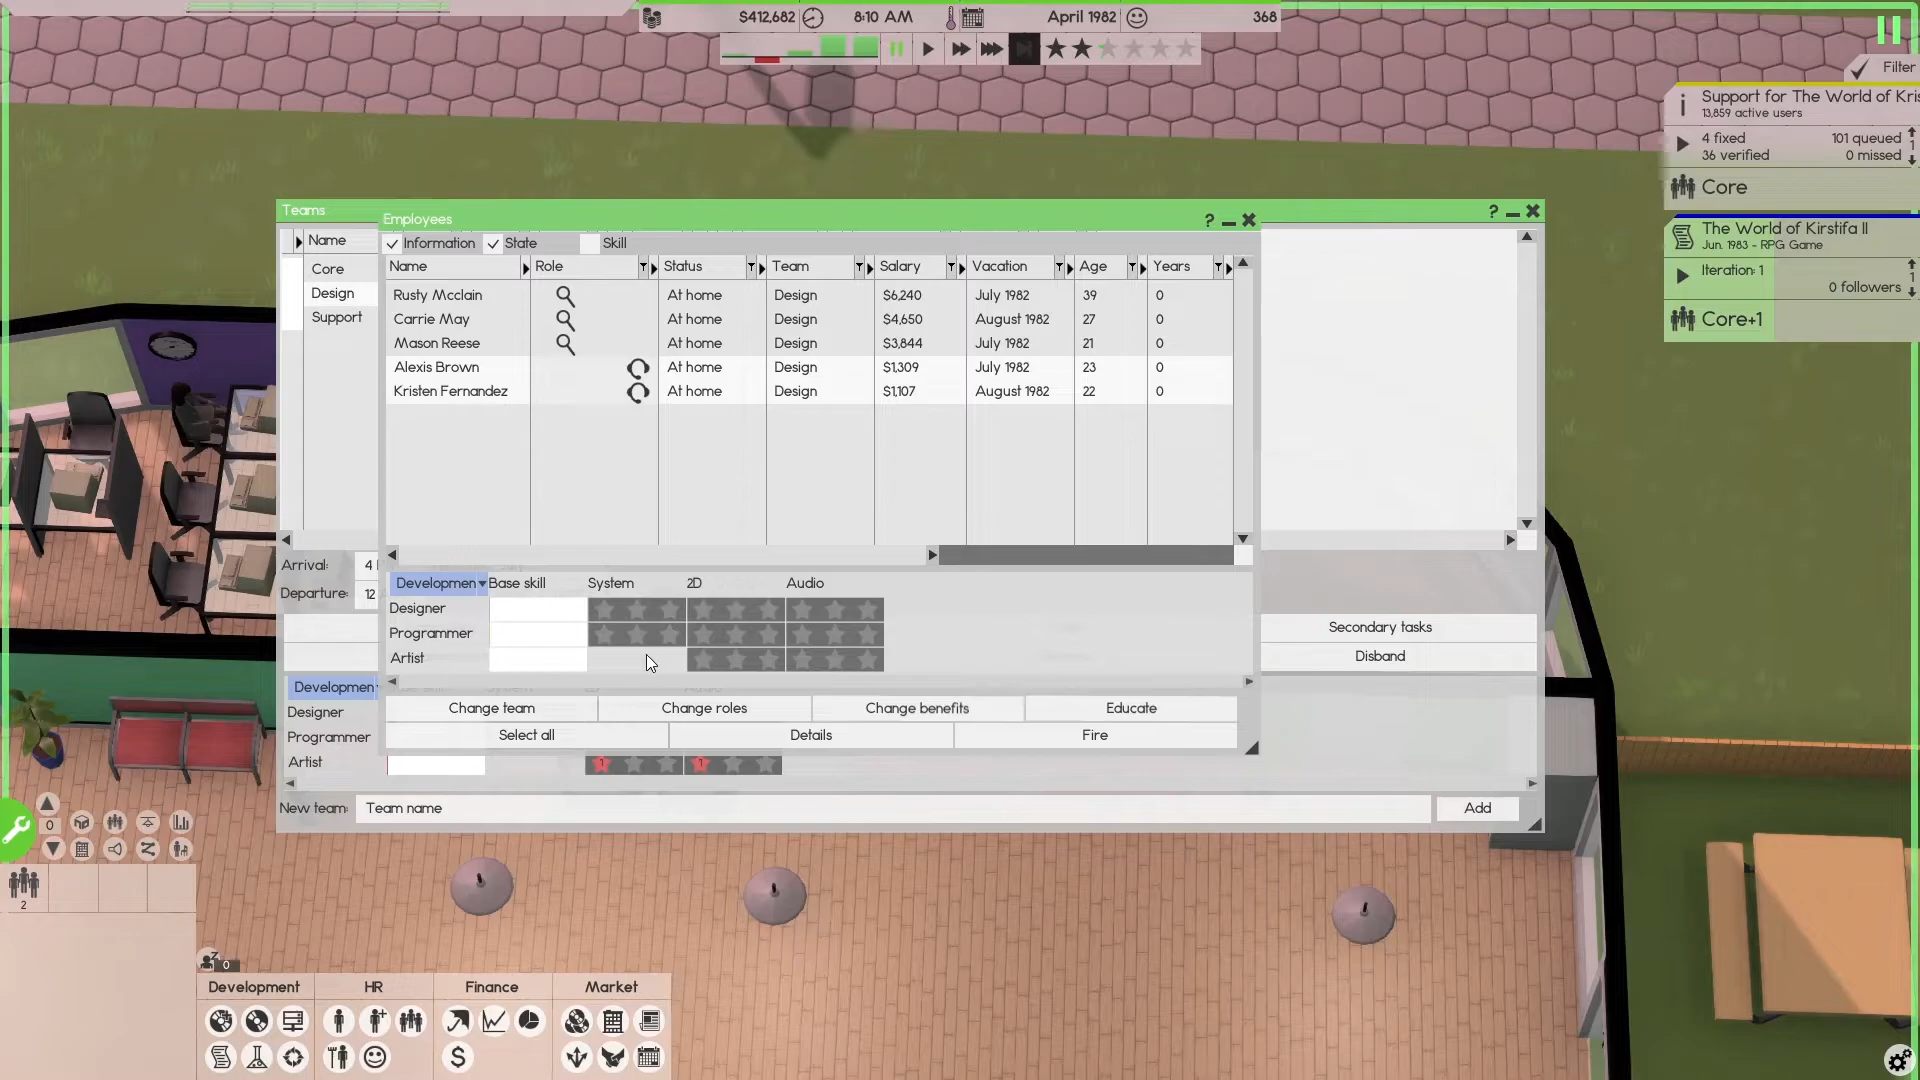 $412,682
8:10 AM
April 1982
368
Filter
Support for The World of Kris
13,859 active users
4 fixed
101 queued
36 verified
0 missed
1
Core
The World of Kirstifa II
Jun. 1983 - RPG Game
Iteration: 1
1
0 followers
Core+1
Teams
?
Name
Core
Design
Support
Arrival: 4
Departure: 12
Secondary tasks
Disband
Developmen
Designer
Programmer
Artist
1 1
New team: Team name
Add
Employees
?
Information State Skill
Name Role Status Team Salary Vacation Age Years
Rusty Mcclain At home Design $6,240 July 1982 39 0
Carrie May At home Design $4,650 August 1982 27 0
Mason Reese At home Design $3,844 July 1982 21 0
Alexis Brown At home Design $1,309 July 1982 23 0
Kristen Fernandez At home Design $1,107 August 1982 22 0
Developmen Base skill System 2D Audio
Designer
Programmer
Artist
Change team Change roles Change benefits Educate
Select all Details Fire
0
2
z 0
Development HR Finance Market